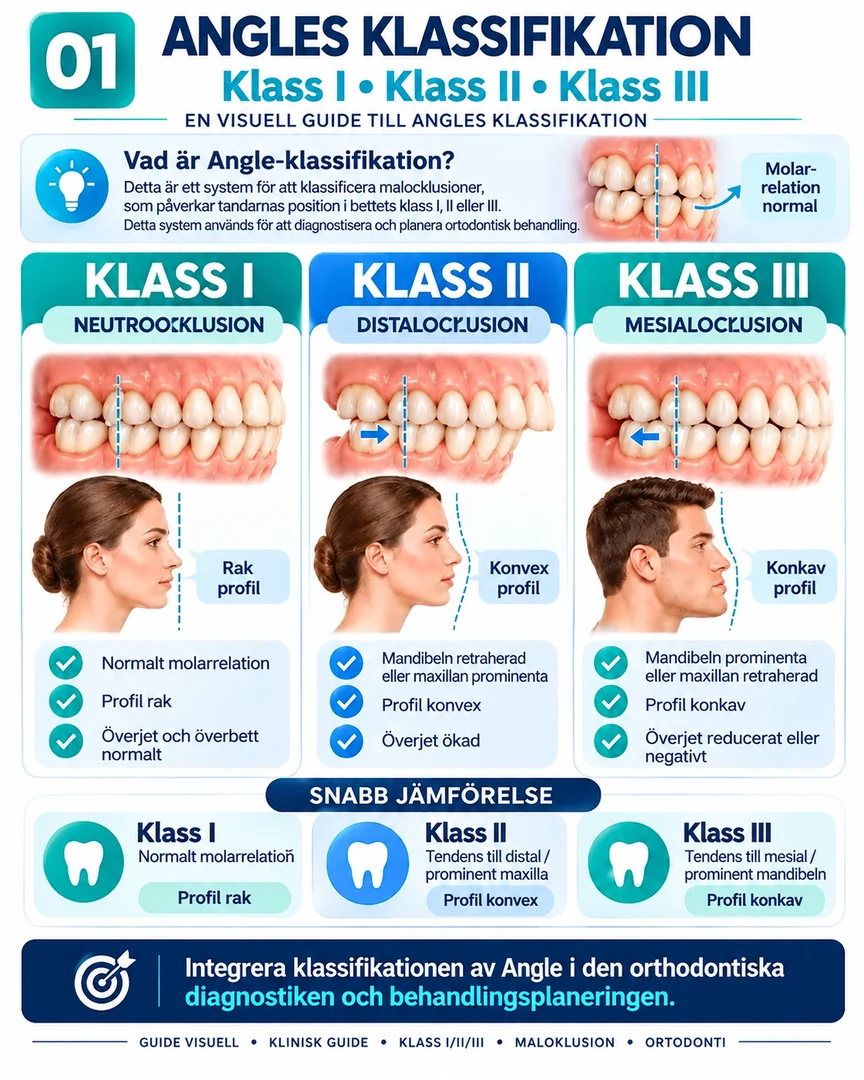 01
ANGLES KLASSIFIKATION
Klass I • Klass II • Klass III
EN VISUELL GUIDE TILL ANGLES KLASSIFIKATION
Vad är Angle-klassifikation?
Detta är ett system för att klassificera malocklusioner,
som påverkar tandarnas position i bettets klass I, II eller III.
Detta system används för att diagnostisera och planera ortodontisk behandling.
Molar-
relation
normal
KLASS I
NEUTROOCKKLUSION
Rak
profil
Normalt molarrelation
Profil rak
Överjet och överbett
normalt
KLASS II
DISTALOCKLUSION
Konvex
profil
Mandibeln retraherad
eller maxillan prominenta
Profil konvex
Överjet ökad
KLASS III
MESIALOCKLUSION
Konkav
profil
Mandibeln prominenta
eller maxillan retraherad
Profil konkav
Överjet reducerat eller
negativt
SNABB JÄMFÖRELSE
Klass I
Normalt molarrelation
Profil rak
Klass II
Tendens till distal /
prominent maxilla
Profil konvex
Klass III
Tendens till mesial /
prominent mandibeln
Profil konkav
Integrera klassifikationen av Angle i den orthodontiska
diagnostiken och behandlingsplaneringen.
GUIDE VISUELL • KLINISK GUIDE • KLASS I/II/III • MALOKLUSION • ORTODONTI